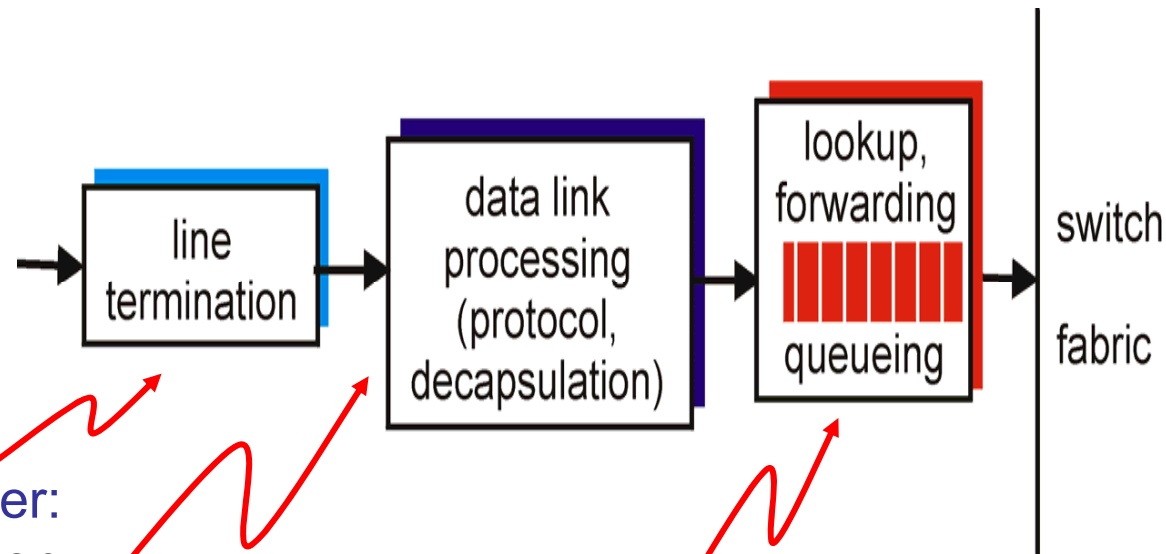 line
termination
data link
processing
(protocol,
decapsulation)
lookup,
forwarding
queueing
switch
fabric
er: